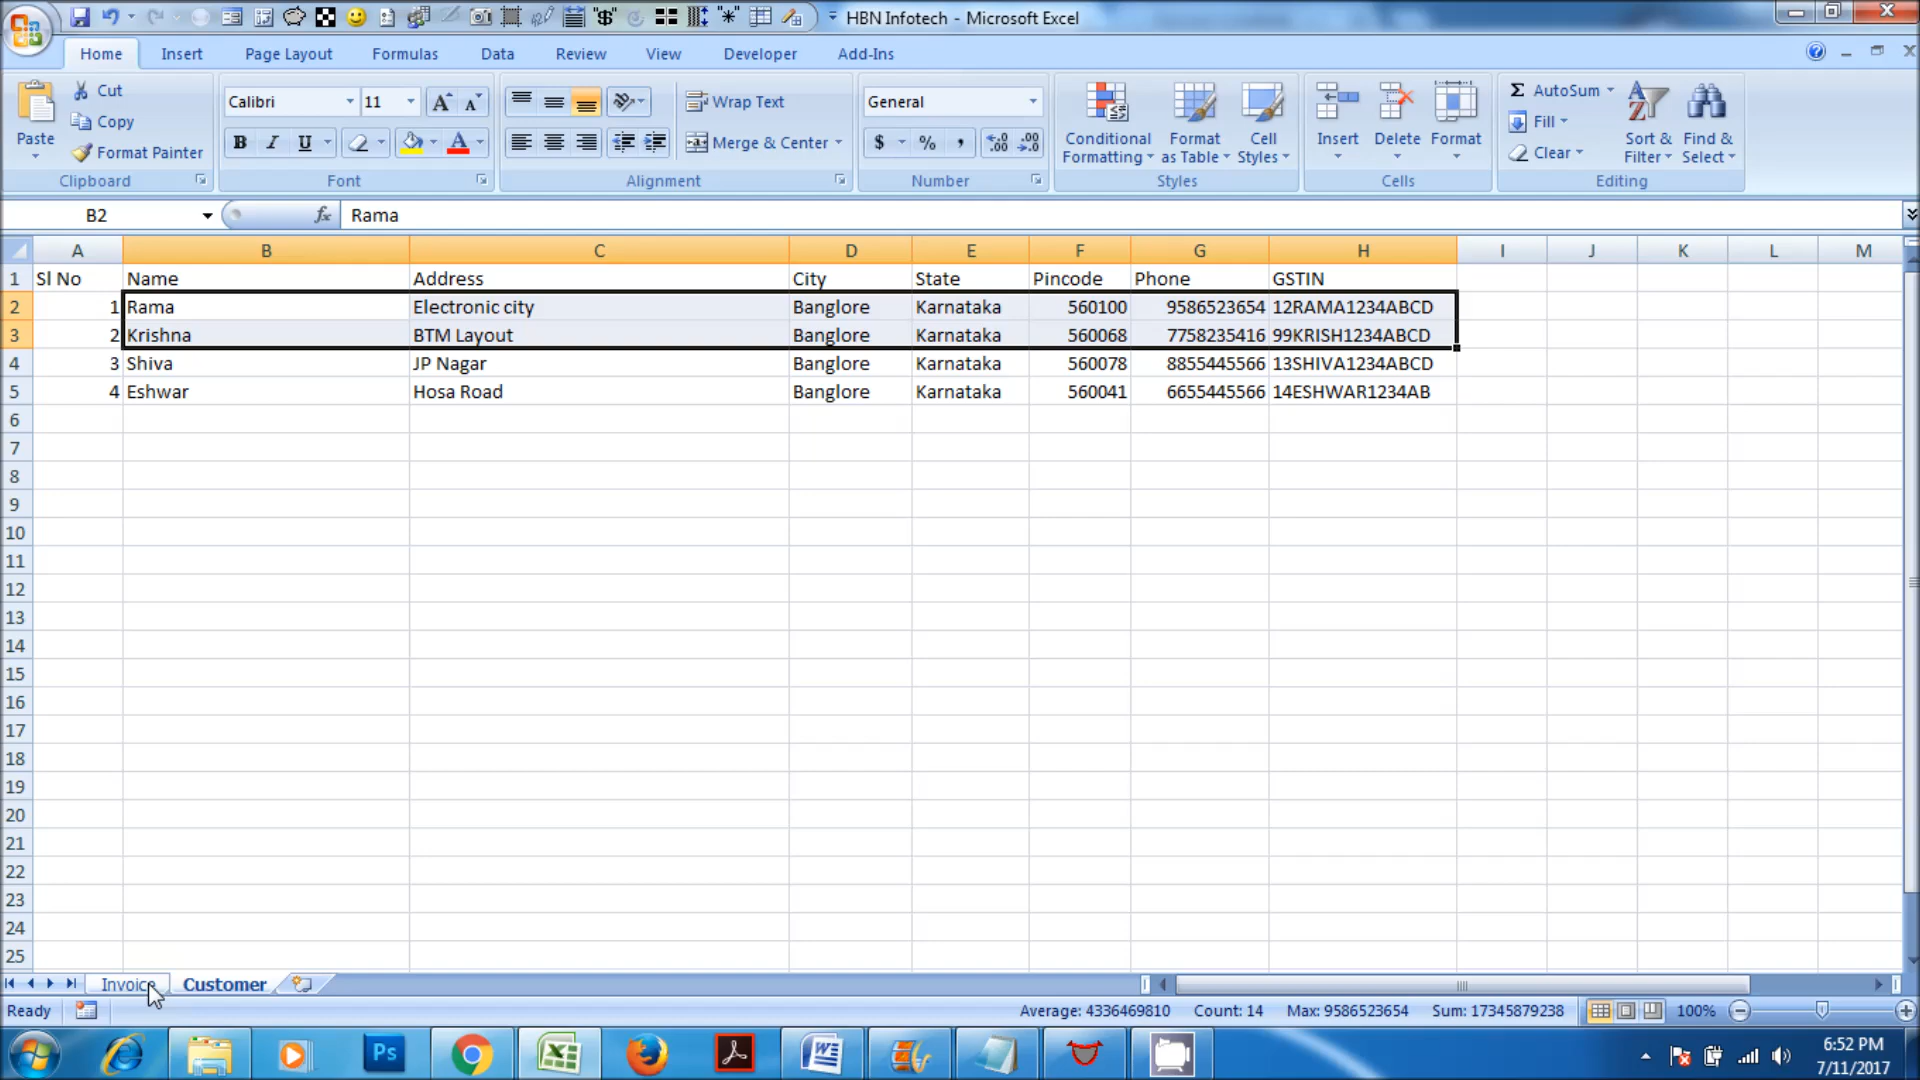 HBN Infotech - Microsoft Excel
Home Insert Page Layout Formulas Data Review View Developer Add-Ins
Cut
Copy
Format Painter
Paste
Clipboard
Calibri 11
B I U
Font
Wrap Text
Merge & Center
Alignment
General
$ % ,
Number
Conditional Formatting
Format as Table
Cell Styles
Styles
Insert Delete Format
Cells
Σ AutoSum
Fill
Clear
Sort & Filter
Find & Select
Editing
B2 fx Rama
A B C D E F G H I J K L M
1 Sl No Name Address City State Pincode Phone GSTIN
2 1 Rama Electronic city Banglore Karnataka 560100 9586523654 12RAMA1234ABCD
3 2 Krishna BTM Layout Banglore Karnataka 560068 7758235416 99KRISH1234ABCD
4 3 Shiva JP Nagar Banglore Karnataka 560078 8855445566 13SHIVA1234ABCD
5 4 Eshwar Hosa Road Banglore Karnataka 560041 6655445566 14ESHWAR1234AB
6
7
8
9
10
11
12
13
14
15
16
17
18
19
20
21
22
23
24
25
Invoice Customer
Ready Average: 4336469810 Count: 14 Max: 9586523654 Sum: 17345879238 100%
Ps
6:52 PM
7/11/2017